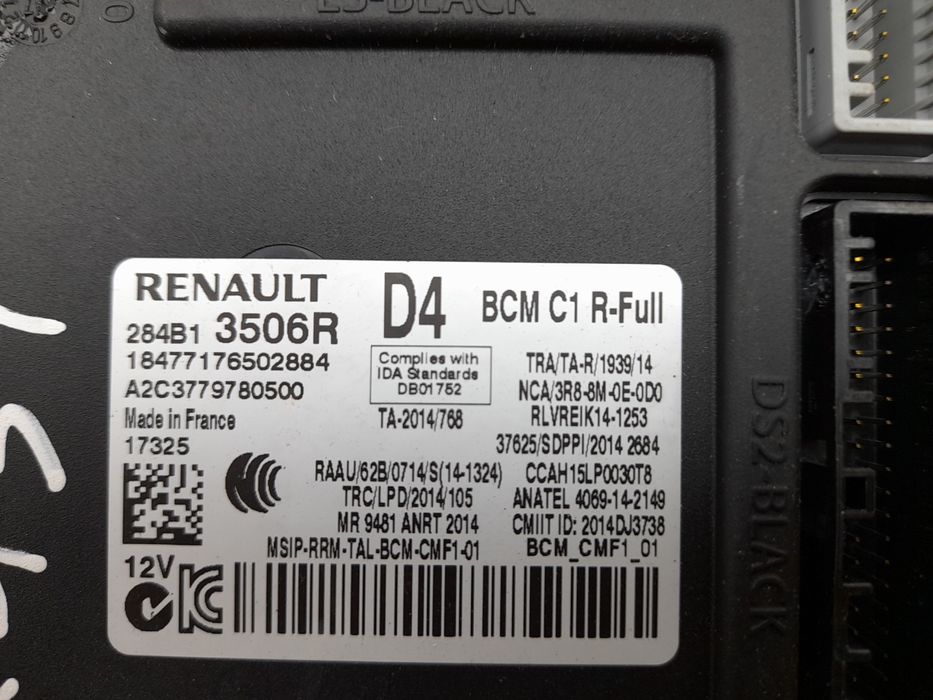 E5-BLACK
RENAULT D4 BCM C1 R-Full
284B1 3506R
18477176502884
A2C3779780500
Made in France
17325
Complies with
IDA Standards
DB01752
TA-2014/768
TRA/TA-R/1939/14
NCA/3R8-8M-0E-0D0
RLVREIK14-1253
37625/SDPPI/2014 2684
RAAU/62B/0714/S(14-1324) CCAH15LP0030T8
TRC/LPD/2014/105 ANATEL 4069-14-2149
MR 9481 ANRT 2014 CMIIT ID: 2014DJ3738
MSIP-RRM-TAL-BCM-CMF1-01 BCM_CMF1_01
12V
DS2-BLACK